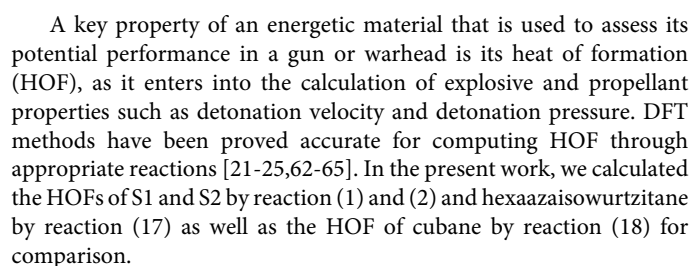 A key property of an energetic material that is used to assess its
potential performance in a gun or warhead is its heat of formation
(HOF), as it enters into the calculation of explosive and propellant
properties such as detonation velocity and detonation pressure. DFT
methods have been proved accurate for computing HOF through
appropriate reactions [21-25,62-65]. In the present work, we calculated
the HOFs of S1 and S2 by reaction (1) and (2) and hexaazaisowurtzitane
by reaction (17) as well as the HOF of cubane by reaction (18) for
comparison.